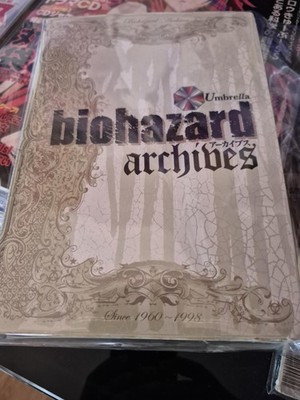 Umbrella
biohazard
アーカイブス
archives
Since 1960~1998